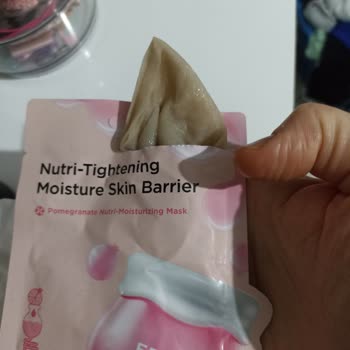 Nutri-Tightening
Moisture Skin Barrier
Pomegranate Nutri-Moisturizing Mask